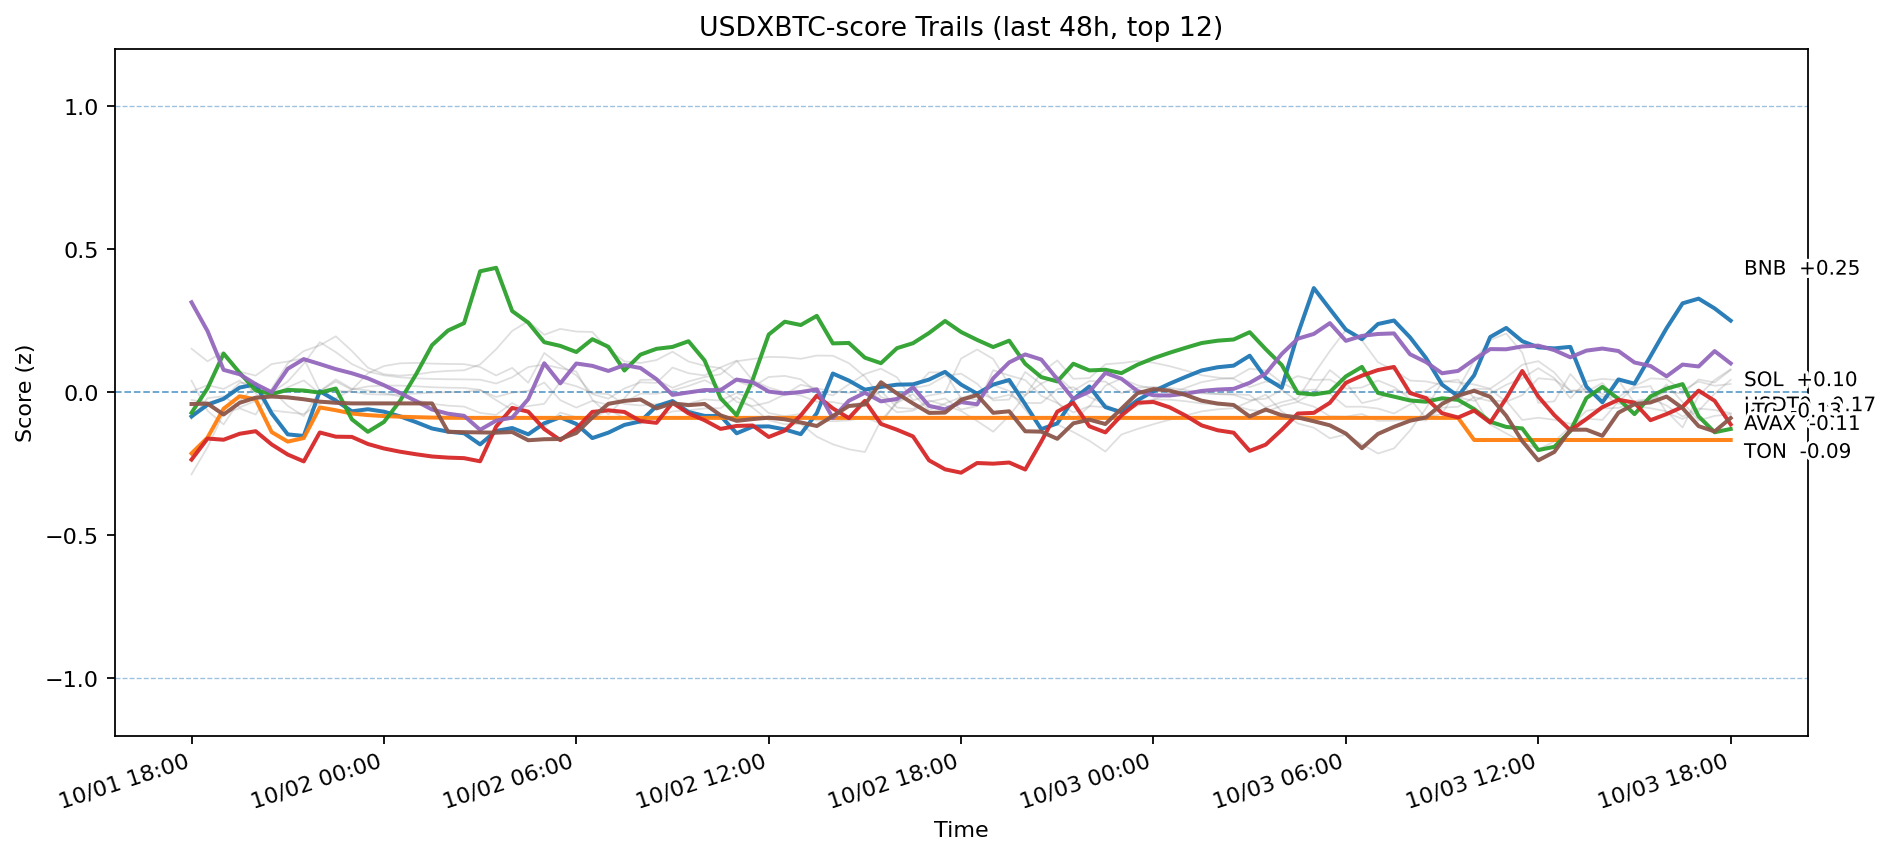 USDXBTC-score Trails (last 48h, top 12)
1.0
0.5
0.0
−0.5
−1.0
Score (z)
BNB +0.25
SOL +0.10
AVAX -0.11
TON -0.09
10/01 18:00
10/02 00:00
10/02 06:00
10/02 12:00
10/02 18:00
10/03 00:00
10/03 06:00
10/03 12:00
10/03 18:00
Time